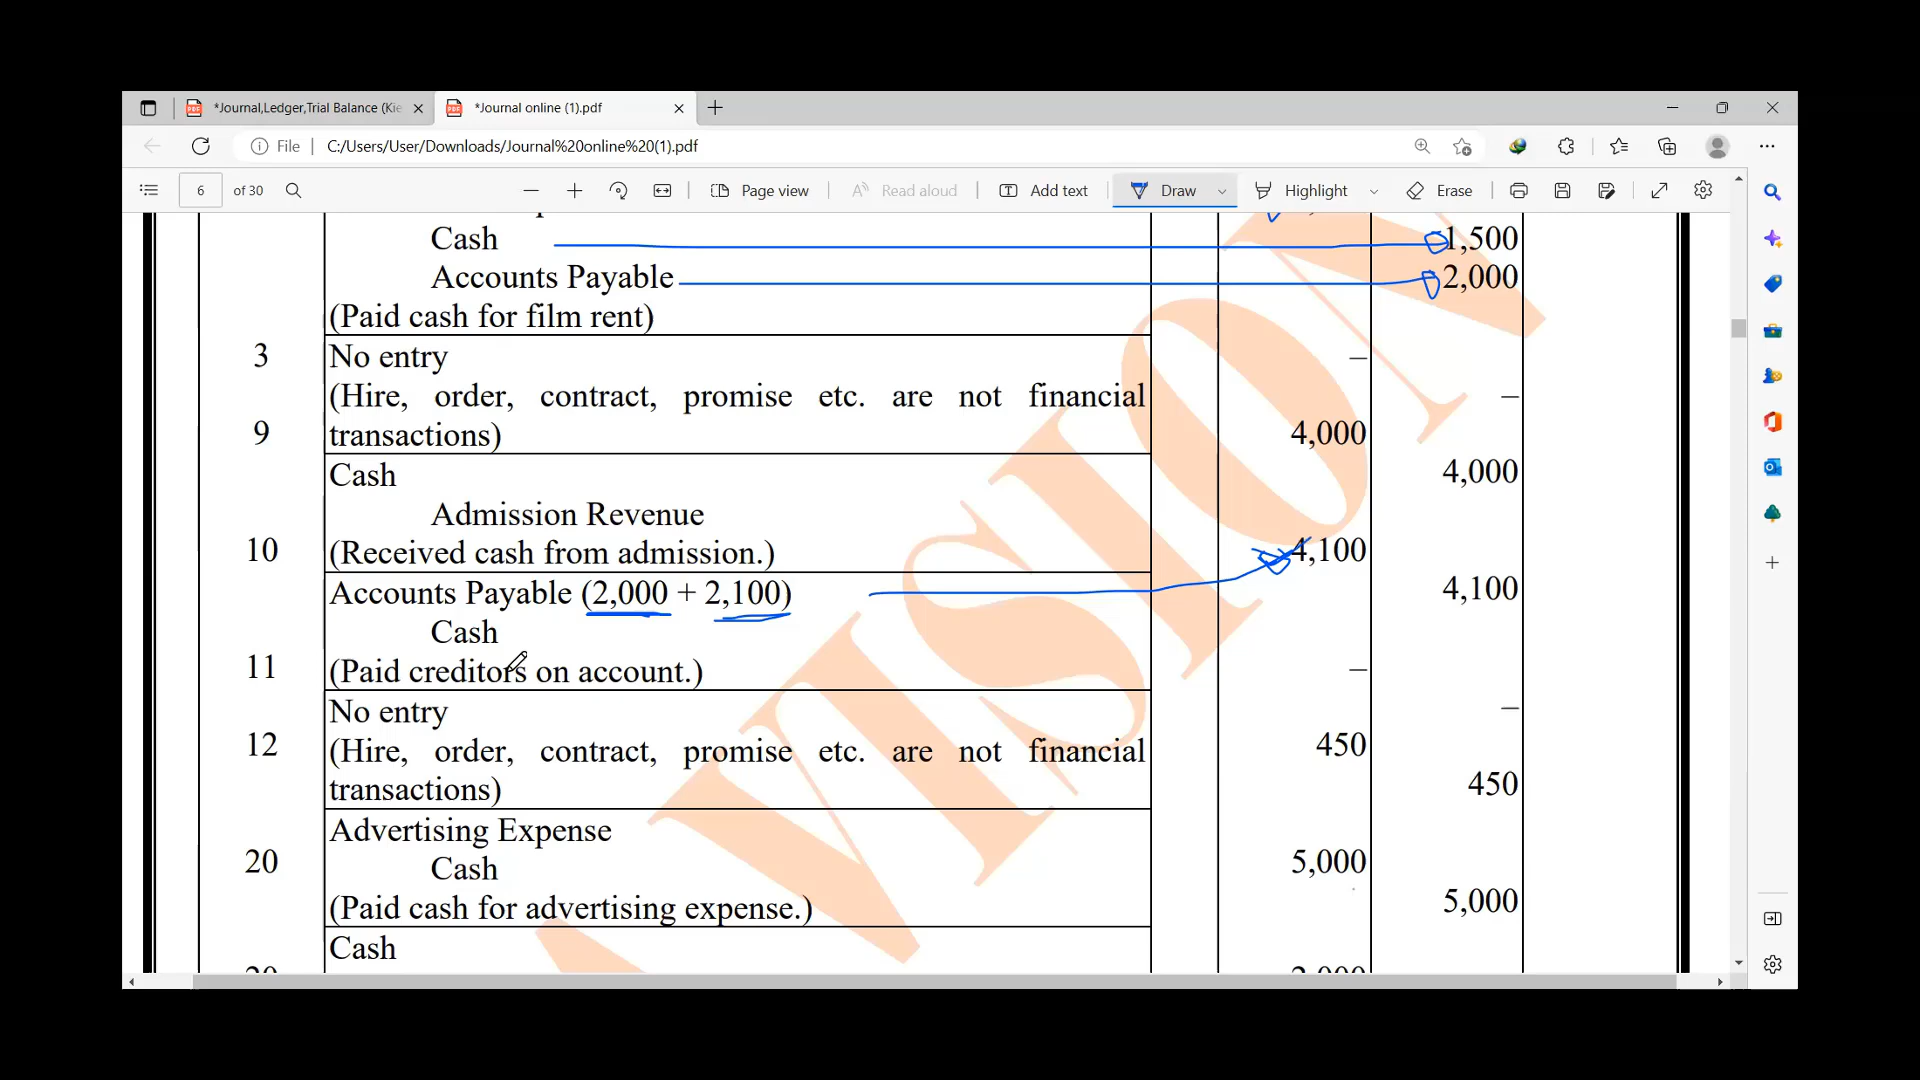 *Journal,Ledger,Trial Balance (Kie
*Journal online (1).pdf
File
C:/Users/User/Downloads/Journal%20online%20(1).pdf
6 of 30
Page view
Read aloud
Add text
Draw
Highlight
Erase
Cash 1,500
Accounts Payable 2,000
(Paid cash for film rent)
3 No entry –
(Hire, order, contract, promise etc. are not financial –
9 transactions) 4,000
Cash 4,000
Admission Revenue
10 (Received cash from admission.) 4,100
Accounts Payable (2,000 + 2,100) 4,100
Cash
11 (Paid creditors on account.) –
No entry –
12 (Hire, order, contract, promise etc. are not financial 450
transactions) 450
Advertising Expense
20 Cash 5,000
(Paid cash for advertising expense.) 5,000
Cash
VISION